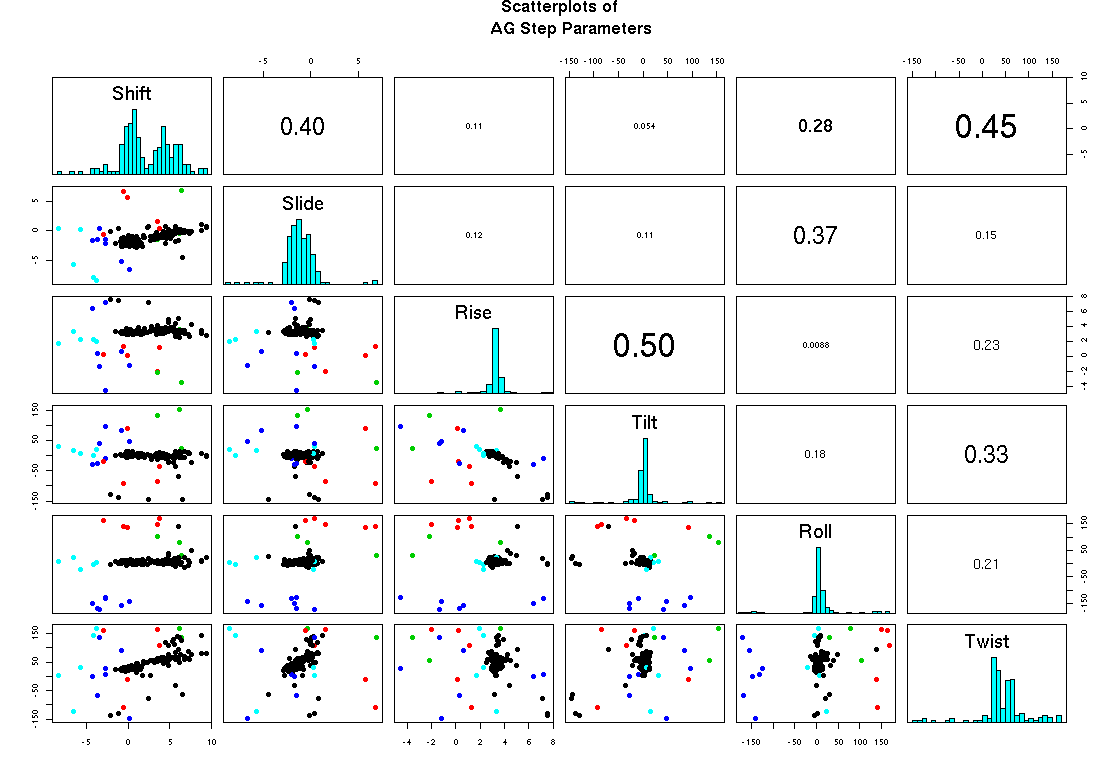 Scatterplots of
AG Step Parameters
-5 0 5 -150 -50 0 50 100 150 -150 -50 0 50 100 150
Shift 0.40 0.11 0.054 0.28 0.45
-5 0 5 10
Slide 0.37 0.15
0.12 0.11
-5 0 5
Rise 0.50 0.0088 0.23
-4 -2 0 2 4 6 8
Tilt 0.18 0.33
-150 -50 50 150
Roll 0.21
-150 -50 50 150
Twist
-150 -50 50 150
-5 0 5 10 -4 -2 0 2 4 6 8 -150 -50 0 50 100 150